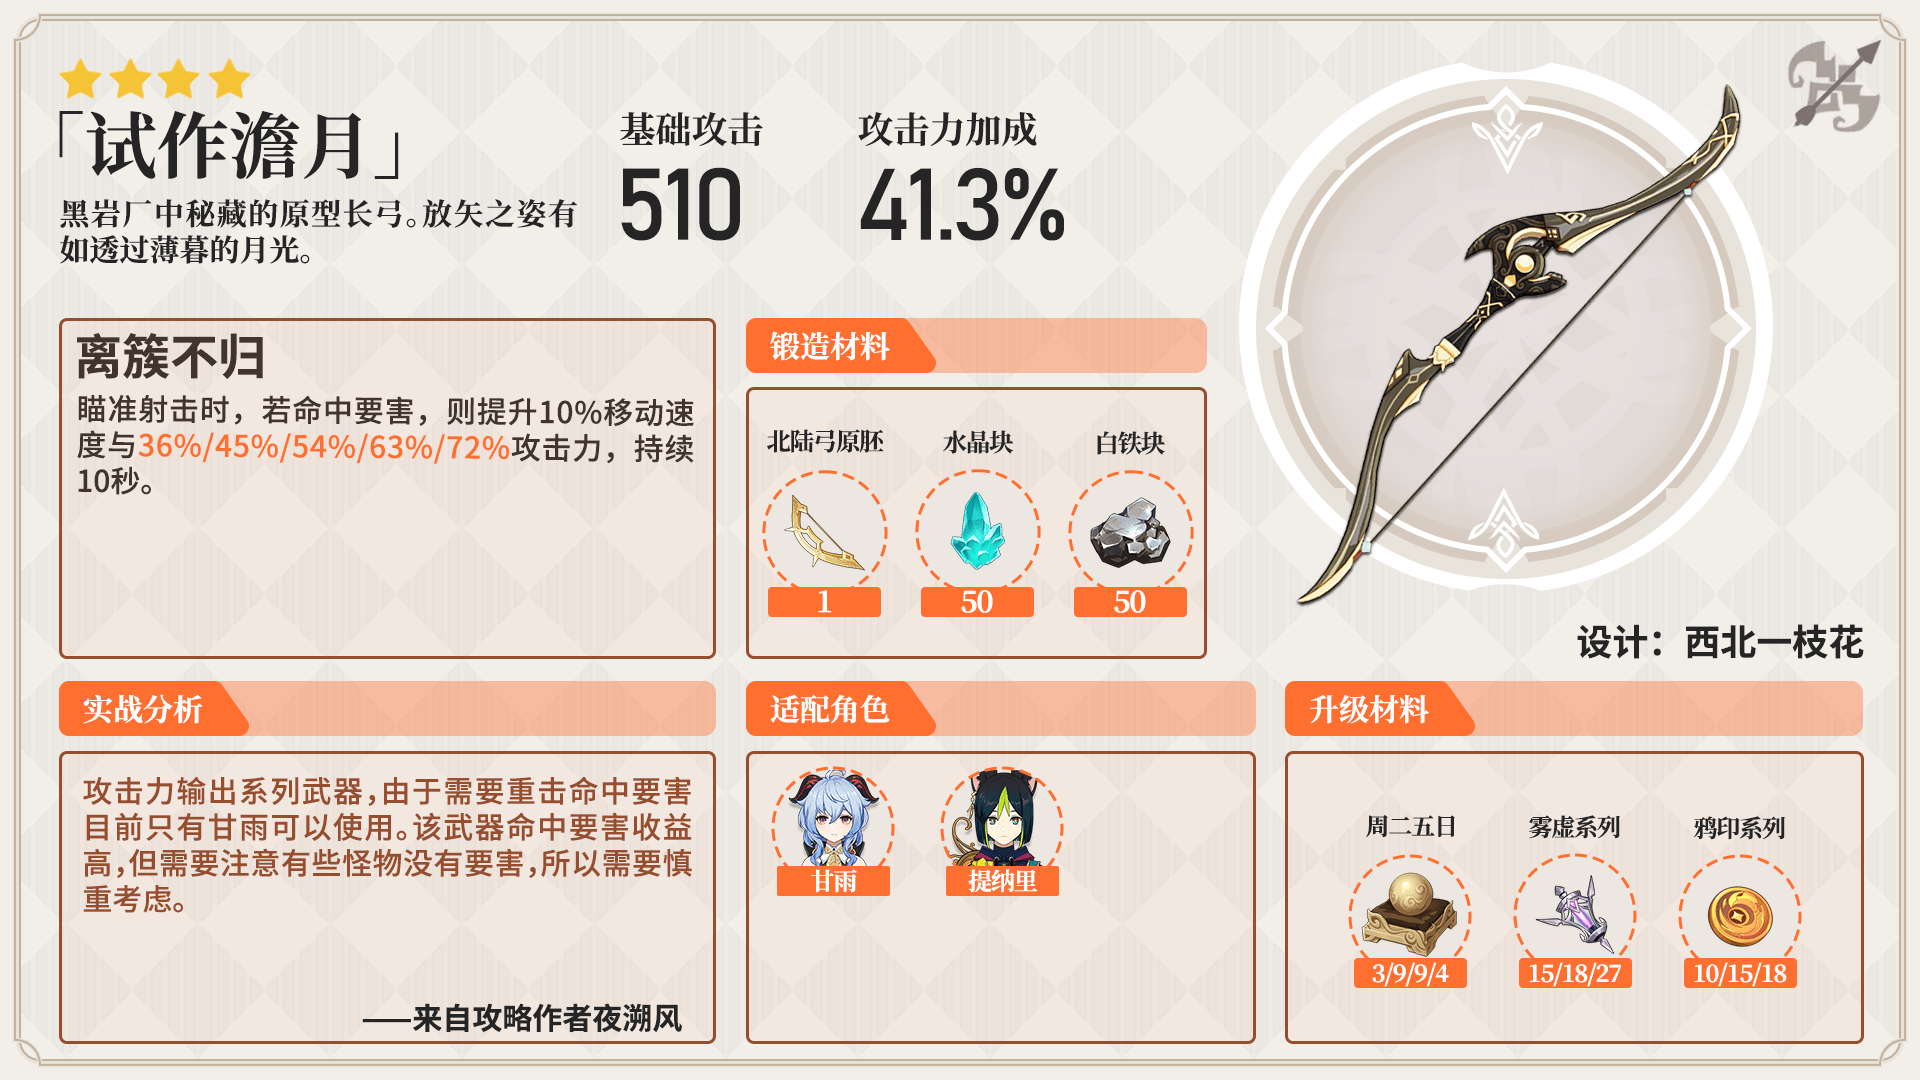 「试作澹月」
黑岩厂中秘藏的原型长弓。放矢之姿有
如透过薄暮的月光。
基础攻击
510
攻击力加成
41.3%
离簇不归
瞄准射击时，若命中要害，则提升10%移动速
度与36%/45%/54%/63%/72%攻击力，持续
10秒。
锻造材料
北陆弓原胚
水晶块
白铁块
1
50
50
设计：西北一枝花
实战分析
攻击力输出系列武器，由于需要重击命中要害
目前只有甘雨可以使用。该武器命中要害收益
高，但需要注意有些怪物没有要害，所以需要慎
重考虑。
——来自攻略作者夜溯风
适配角色
甘雨
提纳里
升级材料
周二五日
雾虚系列
鸦印系列
3/9/9/4
15/18/27
10/15/18